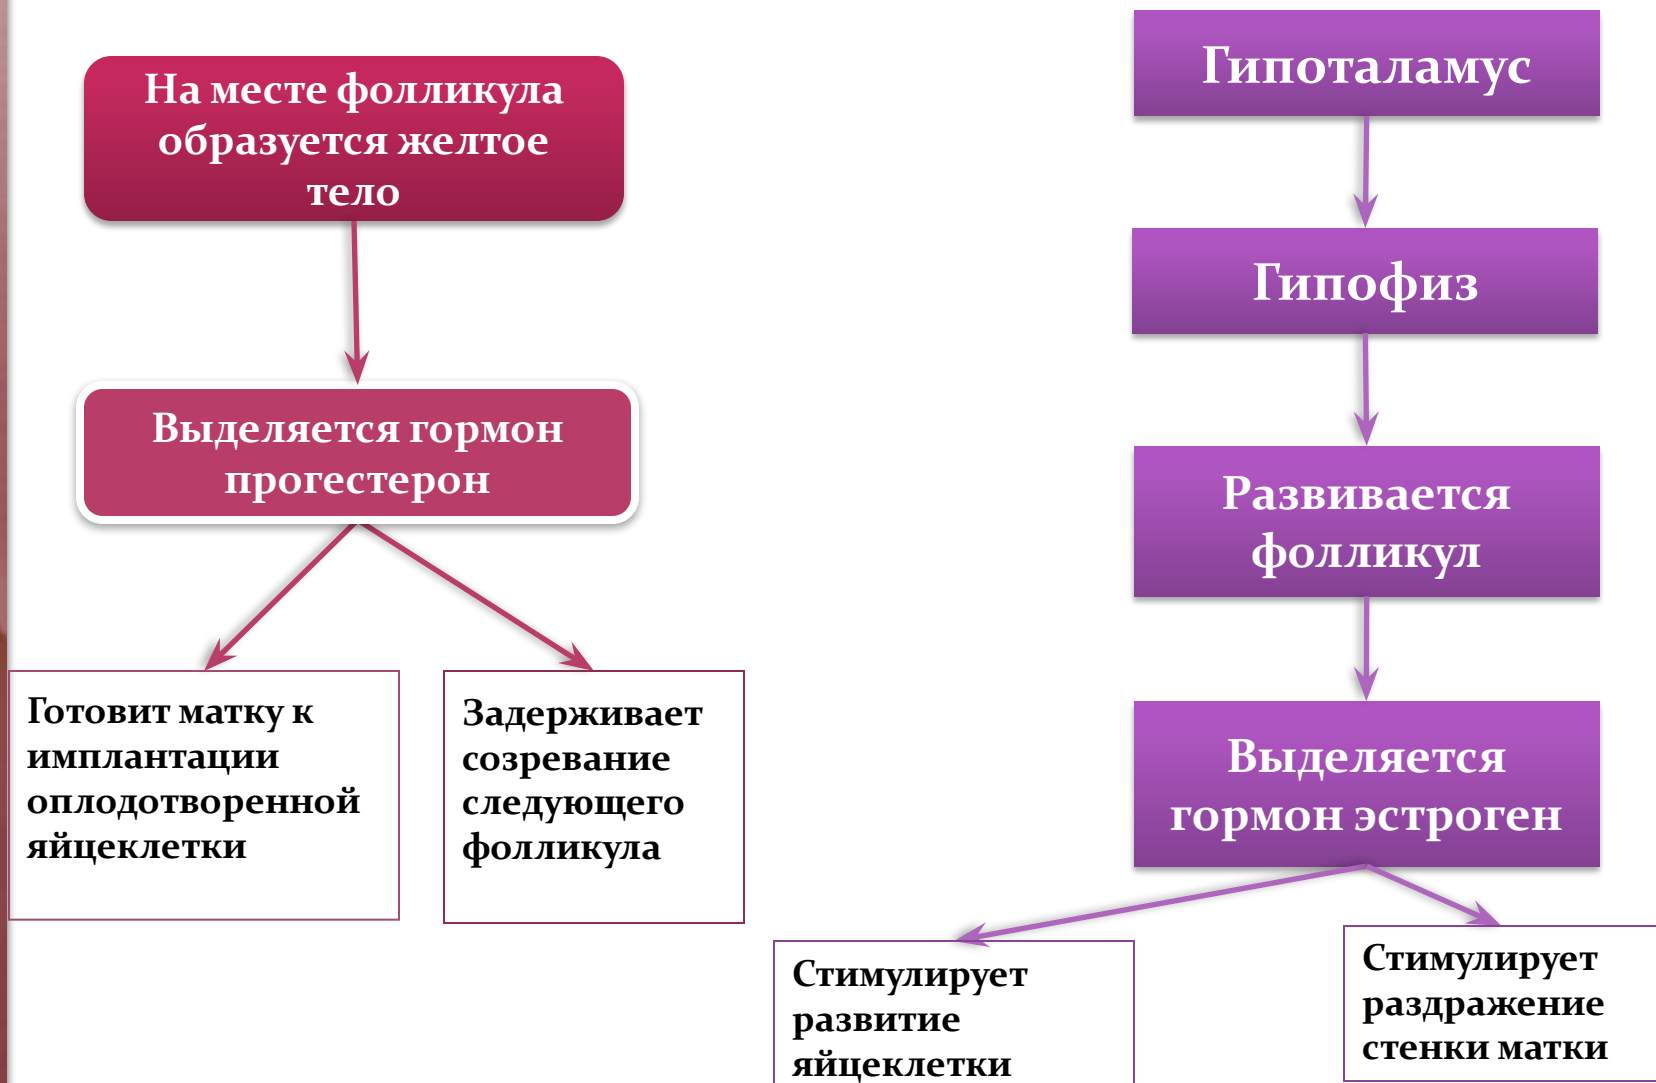 На месте фолликула
образуется желтое
тело
Выделяется гормон
прогестерон
Готовит матку к
имплантации
оплодотворенной
яйцеклетки
Задерживает
созревание
следующего
фолликула
Гипоталамус
Гипофиз
Развивается
фолликул
Выделяется
гормон эстроген
Стимулирует
развитие
яйцеклетки
Стимулирует
раздражение
стенки матки